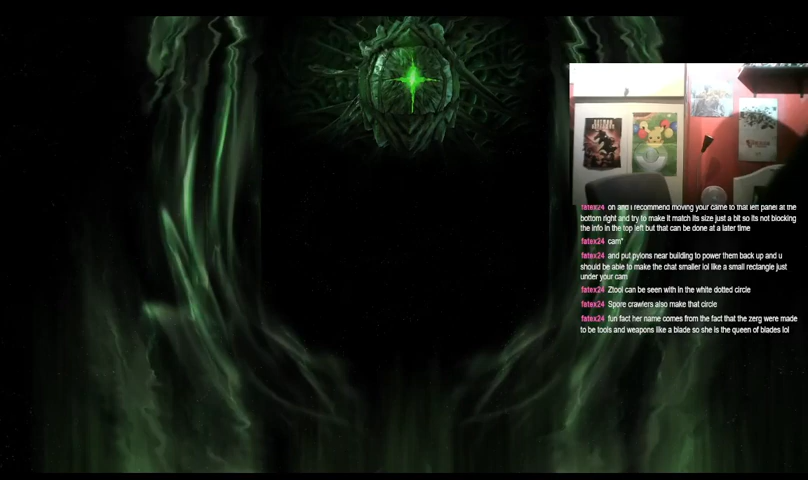 fatex24 on and i recommend moving your came to that left panel at the
bottom right and try to make it match its size just a bit so its not blocking
the info in the top left but that can be done at a later time
fatex24 cam*
fatex24 and put pylons near building to power them back up and u
should be able to make the chat smaller lol like a small rectangle just
under your cam
fatex24 Ztool can be seen with in the white dotted circle
fatex24 Spore crawlers also make that circle
fatex24 fun fact her name comes from the fact that the zerg were made
to be tools and weapons like a blade so she is the queen of blades lol